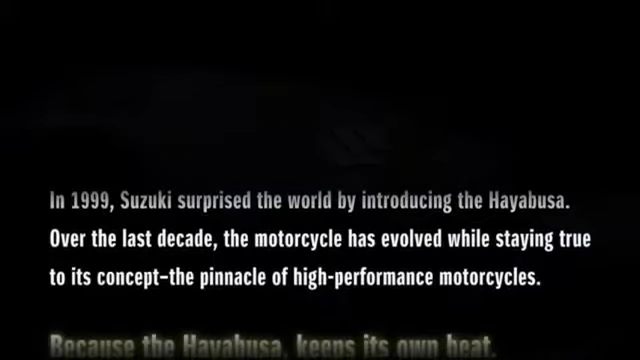 In 1999, Suzuki surprised the world by introducing the Hayabusa.
Over the last decade, the motorcycle has evolved while staying true
to its concept–the pinnacle of high-performance motorcycles.
Because the Hayabusa, keeps its own beat.